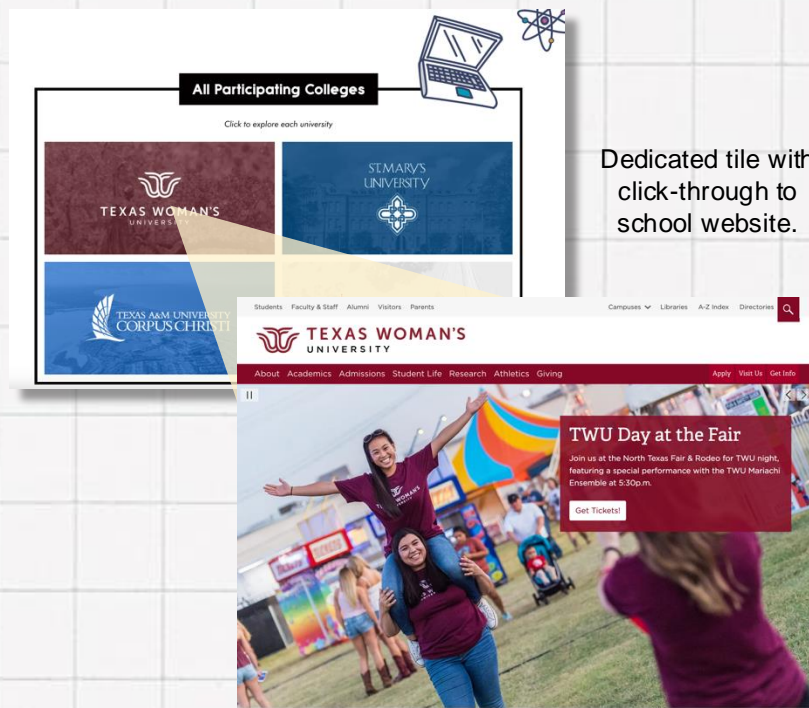 All Participating Colleges
Click to explore each university
TEXAS WOMAN'S
UNIVERSITY
ST. MARY'S
UNIVERSITY
TEXAS A&M UNIVERSITY
CORPUS CHRISTI
Dedicated tile with
click-through to
school website.
Students Faculty & Staff Alumni Visitors Parents
Campuses Libraries A-Z Index Directories
TEXAS WOMAN'S
UNIVERSITY
About Academics Admissions Student Life Research Athletics Giving
Apply Visit Us Get Info
TWU Day at the Fair
Join us at the North Texas Fair & Rodeo for TWU night,
featuring a special performance with the TWU Mariachi
Ensemble at 5:30p.m.
Get Tickets!
TICKETS